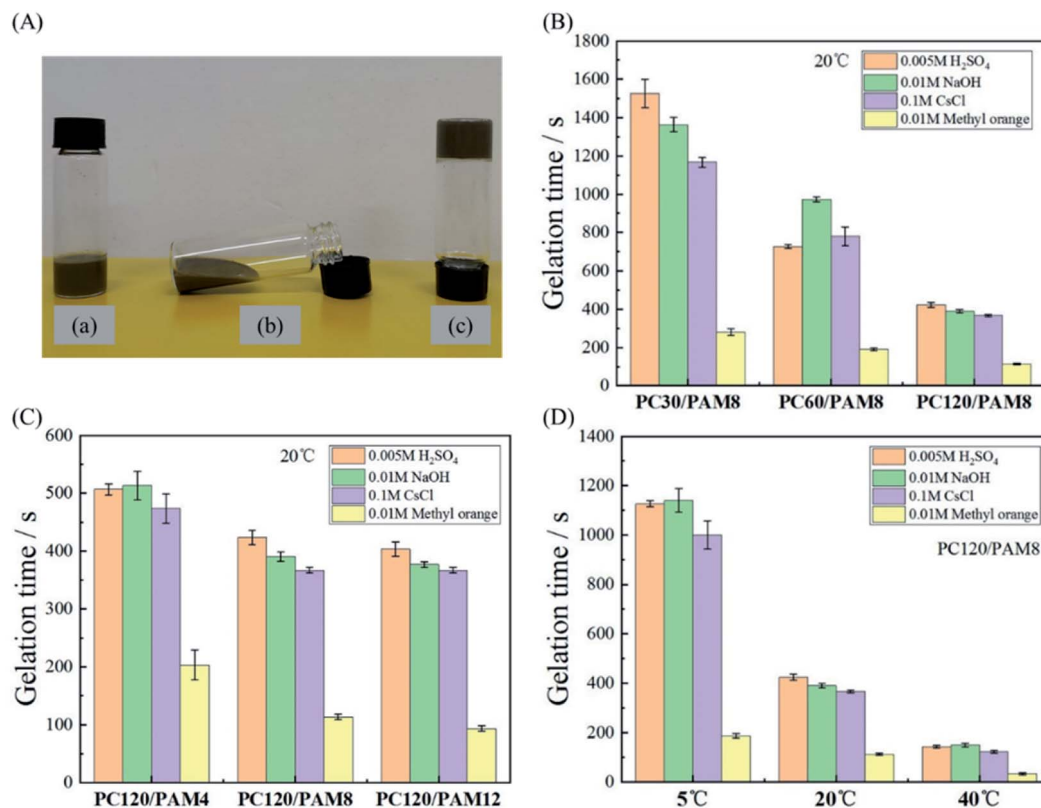 (A)
(a)
(b)
(c)
(B)
1800
1600
1400
1200
1000
800
600
400
200
0
Gelation time / s
20℃
0.005M H₂SO₄
0.01M NaOH
0.1M CsCl
0.01M Methyl orange
PC30/PAM8
PC60/PAM8
PC120/PAM8
(C)
600
500
400
300
200
100
0
Gelation time / s
20℃
0.005M H₂SO₄
0.01M NaOH
0.1M CsCl
0.01M Methyl orange
PC120/PAM4
PC120/PAM8
PC120/PAM12
(D)
1400
1200
1000
800
600
400
200
0
Gelation time / s
0.005M H₂SO₄
0.01M NaOH
0.1M CsCl
0.01M Methyl orange
PC120/PAM8
5℃
20℃
40℃